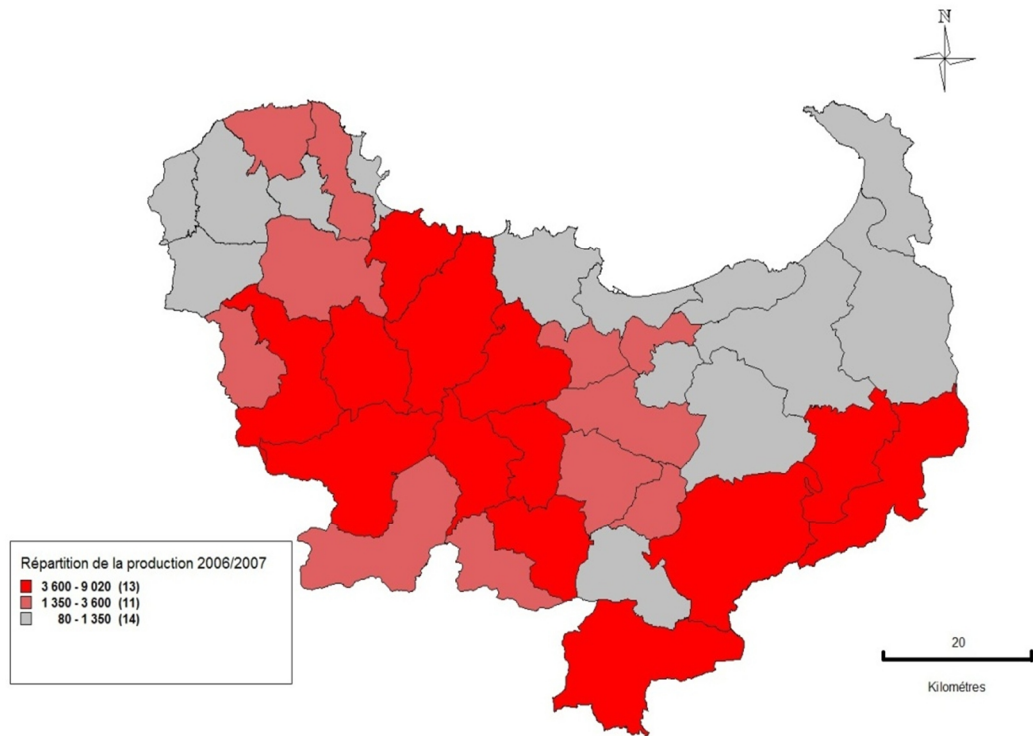 N
Répartition de la production 2006/2007
3 600 - 9 020 (13)
1 350 - 3 600 (11)
80 - 1 350 (14)
20
Kilométres